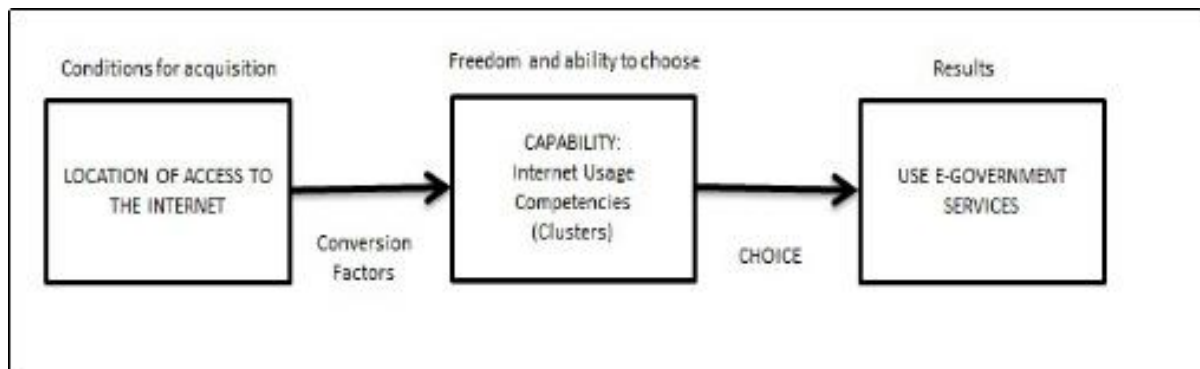 Conditions for acquisition
LOCATION OF ACCESS TO
THE INTERNET
Conversion
Factors
Freedom and ability to choose
CAPABILITY:
Internet Usage
Competencies
(Clusters)
CHOICE
Results
USE E-GOVERNMENT
SERVICES